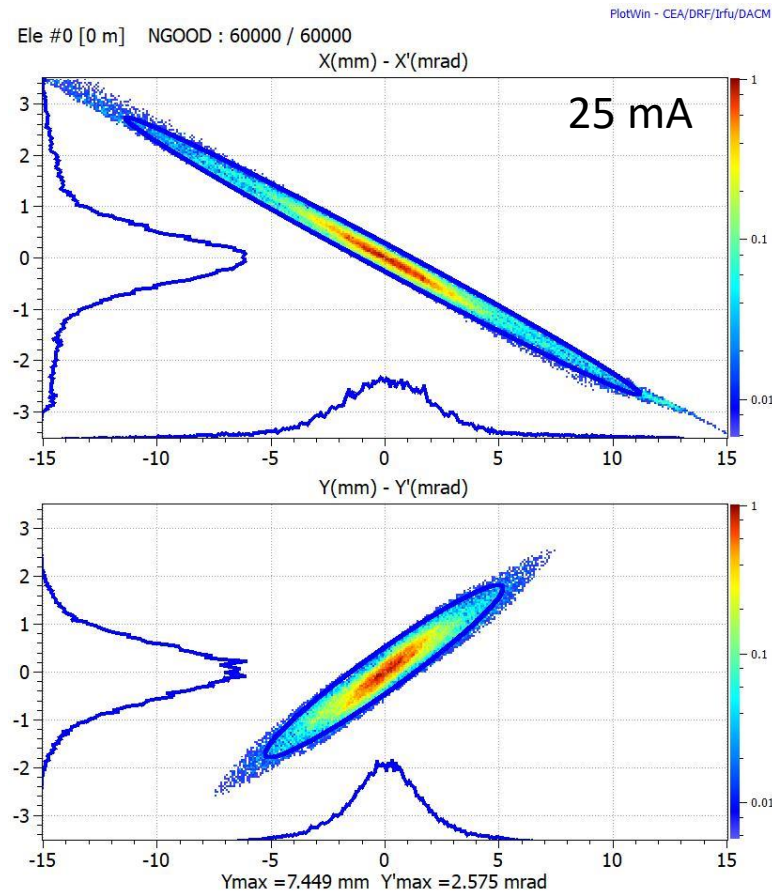 PlotWin - CEA/DRF/Irfu/DACM
Ele #0 [0 m] NGOOD : 60000 / 60000
X(mm) - X'(mrad)
25 mA
3
2
1
0
-1
-2
-3
1
0.1
0.01
-15 -10 -5 0 5 10 15
Y(mm) - Y'(mrad)
3
2
1
0
-1
-2
-3
1
0.1
0.01
-15 -10 -5 0 5 10 15
Ymax =7.449 mm Y'max =2.575 mrad